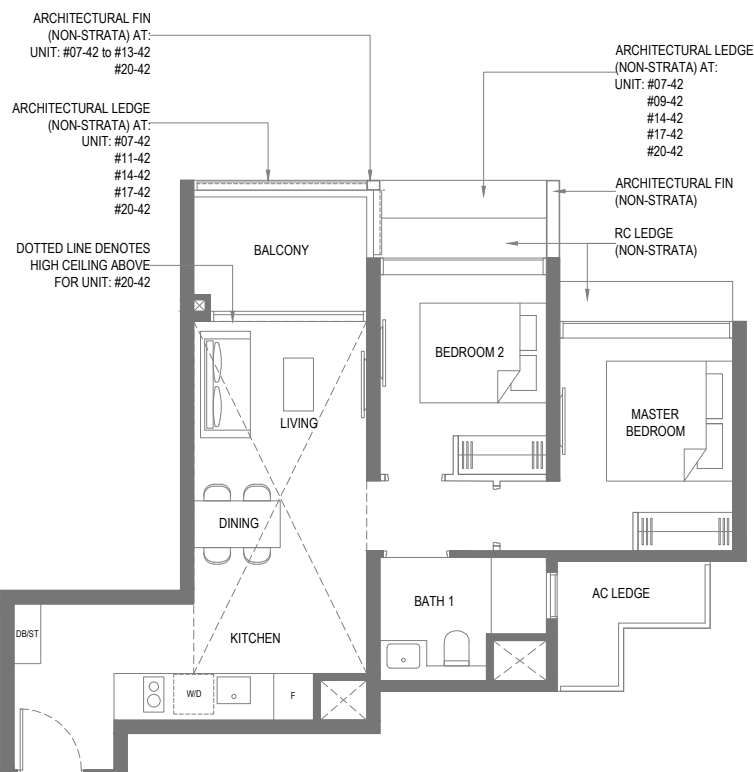 ARCHITECTURAL FIN
(NON-STRATA) AT:
UNIT: #07-42 to #13-42
#20-42
ARCHITECTURAL LEDGE
(NON-STRATA) AT:
UNIT: #07-42
#11-42
#14-42
#17-42
#20-42
DOTTED LINE DENOTES
HIGH CEILING ABOVE
FOR UNIT: #20-42
ARCHITECTURAL LEDGE
(NON-STRATA) AT:
UNIT: #07-42
#09-42
#14-42
#17-42
#20-42
ARCHITECTURAL FIN
(NON-STRATA)
RC LEDGE
(NON-STRATA)
BALCONY
BEDROOM 2
MASTER
BEDROOM
LIVING
DINING
BATH 1
AC LEDGE
DB/ST
KITCHEN
W/D
F